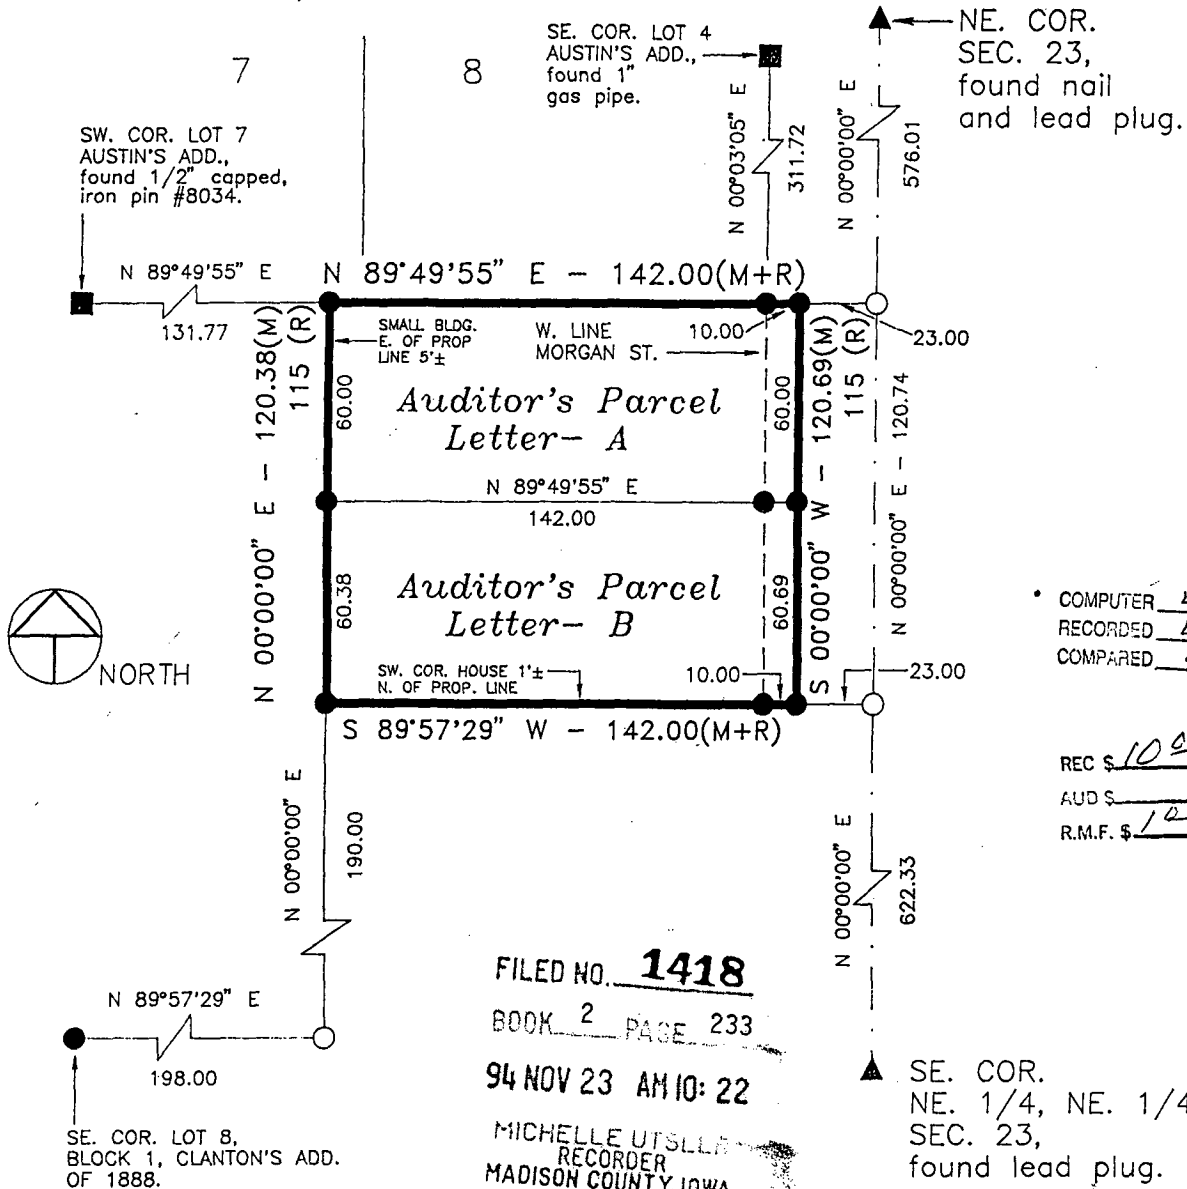 NE. COR.
SEC. 23,
found nail
and lead plug.
SE. COR. LOT 4
AUSTIN'S ADD.,
found 1"
gas pipe.
7
8
SW. COR. LOT 7
AUSTIN'S ADD.,
found 1/2" capped,
iron pin #8034.
N 00°03'05" E
311.72
N 00°00'00" E
576.01
N 89°49'55" E
131.77
N 89°49'55" E - 142.00(M+R)
SMALL BLDG.
E. OF PROP
LINE 5'±
W. LINE
MORGAN ST.
10.00
23.00
N 00°00'00" E - 120.38(M)
115 (R)
60.00
Auditor's Parcel
Letter- A
60.00
S 00°00'00" W - 120.69(M)
115 (R)
N 00°00'00" E - 120.74
N 89°49'55" E
142.00
60.38
Auditor's Parcel
Letter- B
60.69
NORTH
SW. COR. HOUSE 1'±
N. OF PROP. LINE
10.00
23.00
S 89°57'29" W - 142.00(M+R)
COMPUTER
RECORDED
COMPARED
REC $ 10
AUD $
R.M.F. $ 1
N 00°00'00" E
190.00
N 00°00'00" E
622.33
N 89°57'29" E
198.00
SE. COR. LOT 8,
BLOCK 1, CLANTON'S ADD.
OF 1888.
FILED NO. 1418
BOOK 2 PAGE 233
94 NOV 23 AM 10: 22
MICHELLE
RECORDER
MADISON COUNTY, IOWA
SE. COR.
NE. 1/4, NE. 1/4
SEC. 23,
found lead plug.